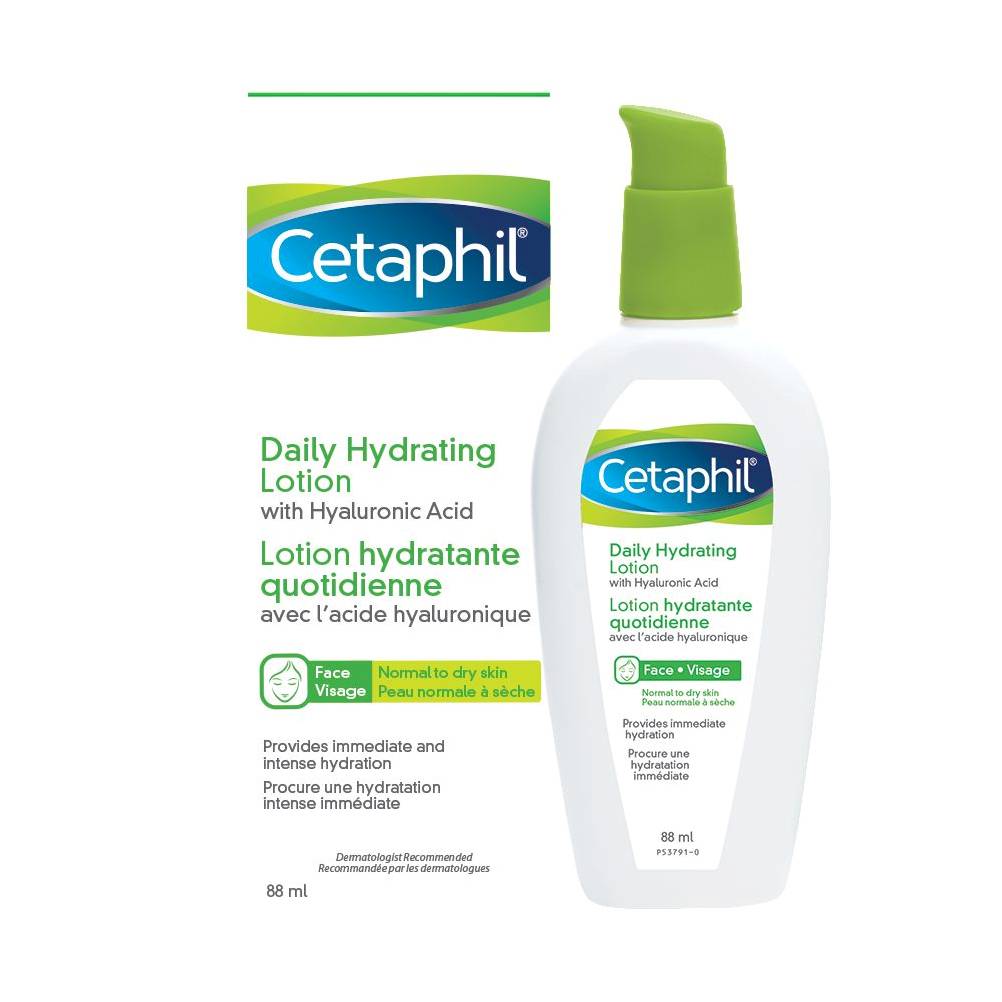 Cetaphil®
Daily Hydrating
Lotion
with Hyaluronic Acid
Lotion hydratante
quotidienne
avec l'acide hyaluronique
Face
Visage
Normal to dry skin
Peau normale à sèche
Provides immediate and
intense hydration
Procure une hydratation
intense immédiate
Dermatologist Recommended
Recommandée par les dermatologues
88 ml
Cetaphil®
Daily Hydrating
Lotion
with Hyaluronic Acid
Lotion hydratante
quotidienne
avec l'acide hyaluronique
Face • Visage
Normal to dry skin
Peau normale à sèche
Provides immediate
hydration
Procure une
hydratation
immédiate
88 ml
P53791-0